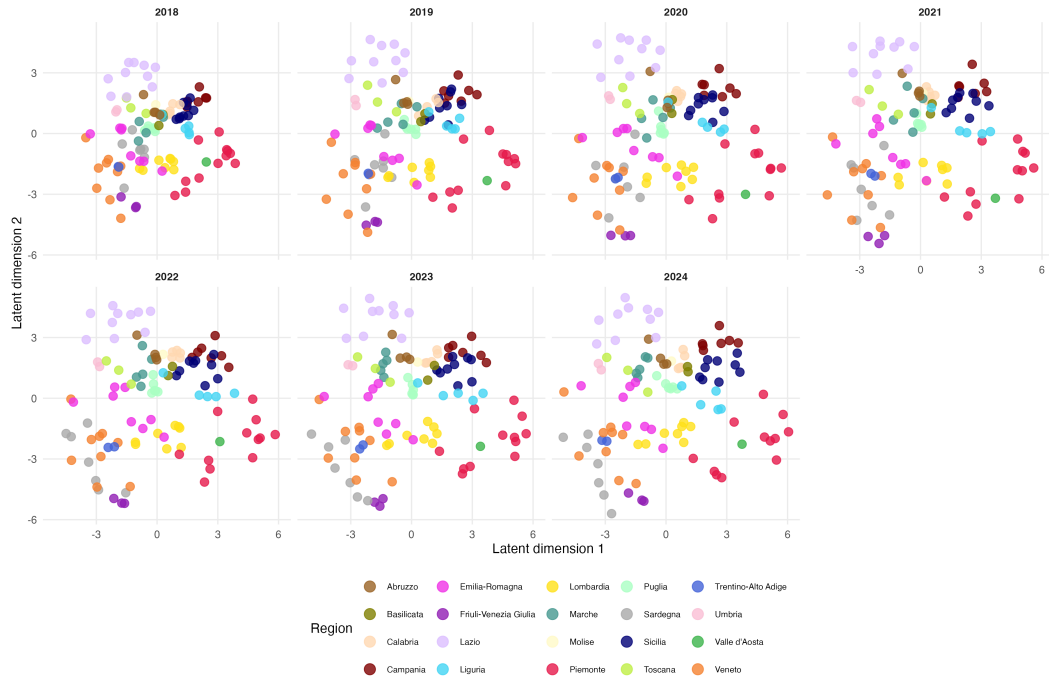 2018 2019 2020 2021
3
0
-3
-6
-3 0 3 6
2022 2023 2024
3
0
-3
-6
-3 0 3 6 -3 0 3 6 -3 0 3 6
Latent dimension 2
Latent dimension 1
Region
Abruzzo Emilia-Romagna Lombardia Puglia Trentino-Alto Adige
Basilicata Friuli-Venezia Giulia Marche Sardegna Umbria
Calabria Lazio Molise Sicilia Valle d'Aosta
Campania Liguria Piemonte Toscana Veneto